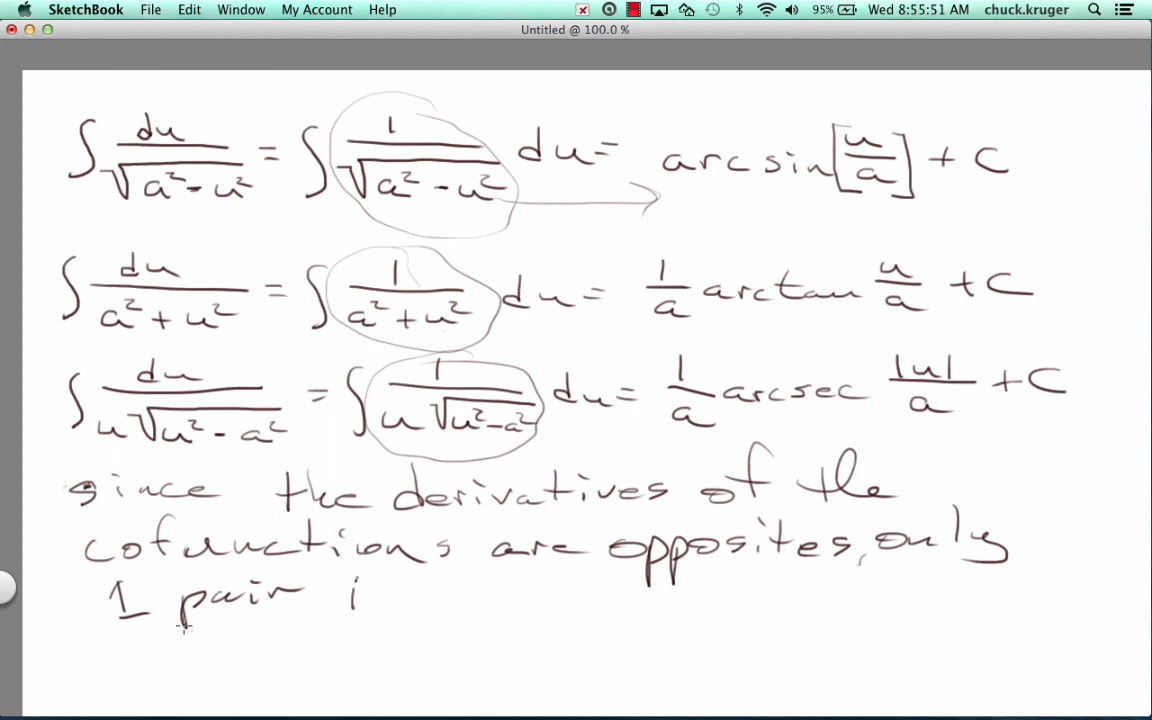 SketchBook File Edit Window My Account Help 95% Wed 8:55:51 AM chuck.kruger
Untitled @ 100.0 %
∫ du/√(a² - u²) = ∫ 1/√(a² - u²) du = arcsin[u/a] + C
∫ du/(a² + u²) = ∫ 1/(a² + u²) du = 1/a arctan u/a + C
∫ du/(u√(u² - a²)) = ∫ 1/(u√(u² - a²)) du = 1/a arcsec |u|/a + C
since the derivatives of the
cofunctions are opposites, only
1 pair i